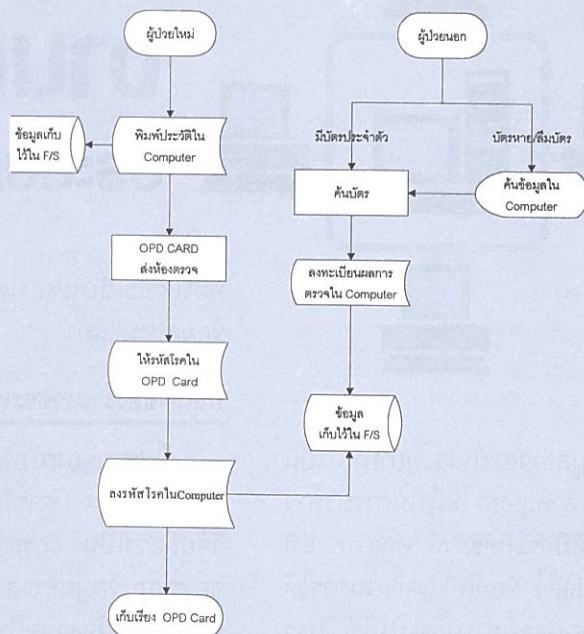 ผู้ป่วยใหม่
ข้อมูลเก็บ
ไว้ใน F/S
พิมพ์ประวัติใน
Computer
OPD CARD
ส่งห้องตรวจ
ให้รหัสโรคใน
OPD Card
ลงรหัสโรคในComputer
เก็บเรียง OPD Card
ผู้ป่วยนอก
มีบัตรประจำตัว
บัตรหาย/ลืมบัตร
ค้นบัตร
ค้นข้อมูลใน
Computer
ลงทะเบียนผลการ
ตรวจใน Computer
ข้อมูล
เก็บไว้ใน F/S